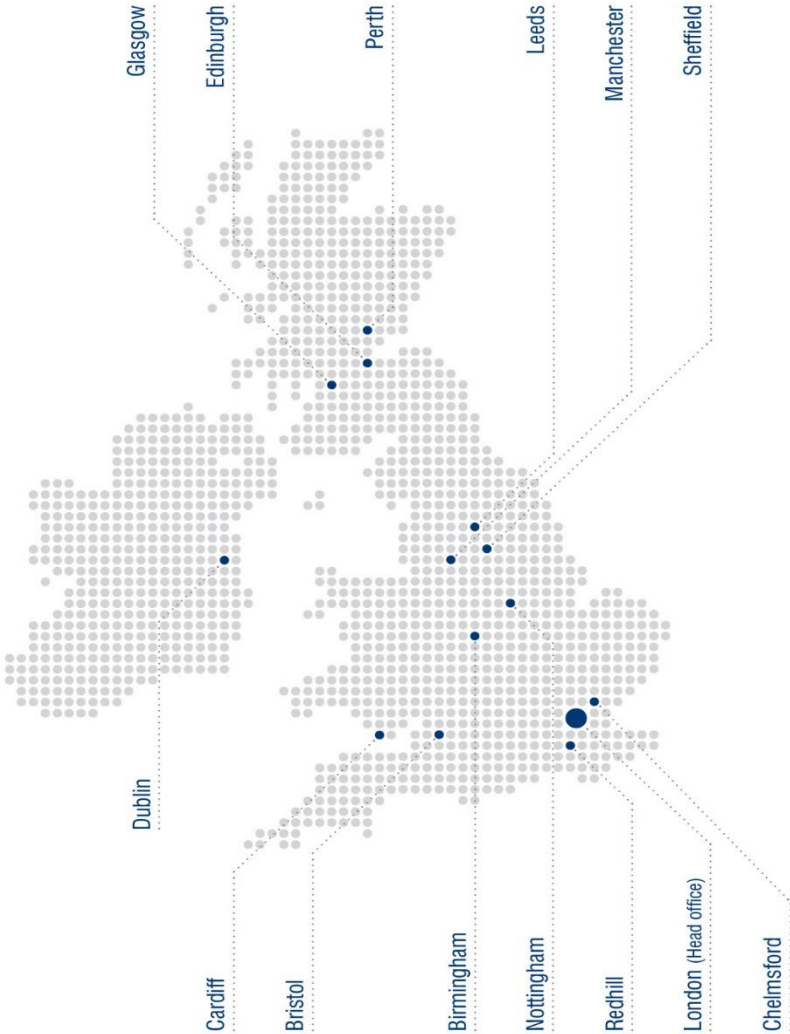 Glasgow
Edinburgh
Perth
Leeds
Manchester
Sheffield
Dublin
Cardiff
Bristol
Birmingham
Nottingham
Redhill
London (Head office)
Chelmsford